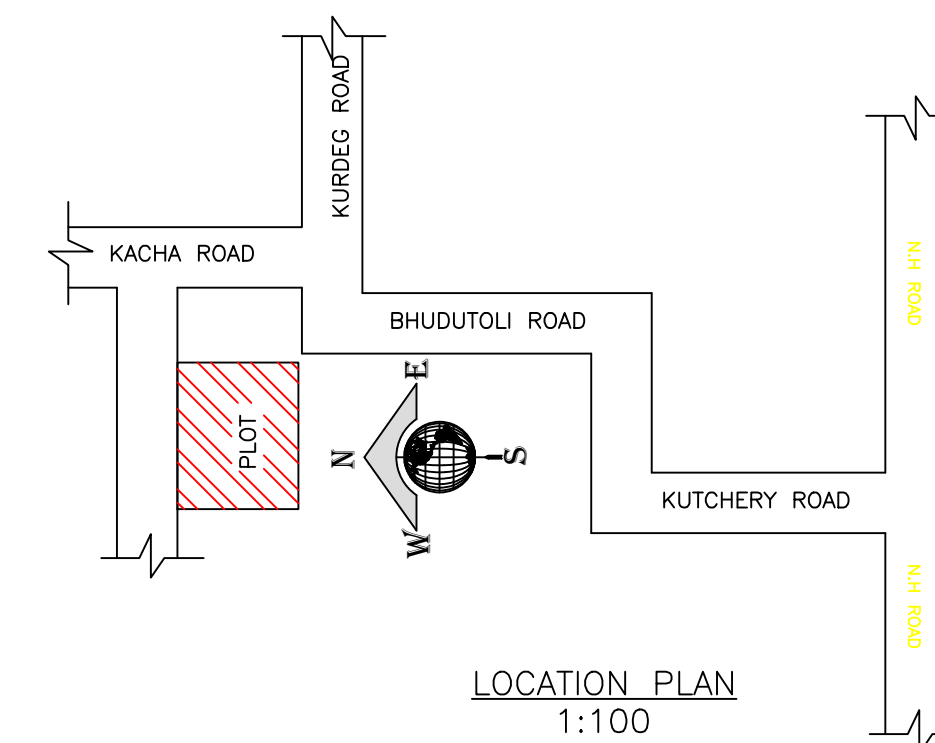 KURDEG ROAD
KACHA ROAD
N.H ROAD
BHUDUTOLI ROAD
E
PLOT
N
S
W
KUTCHERY ROAD
N.H ROAD
LOCATION PLAN
1:100